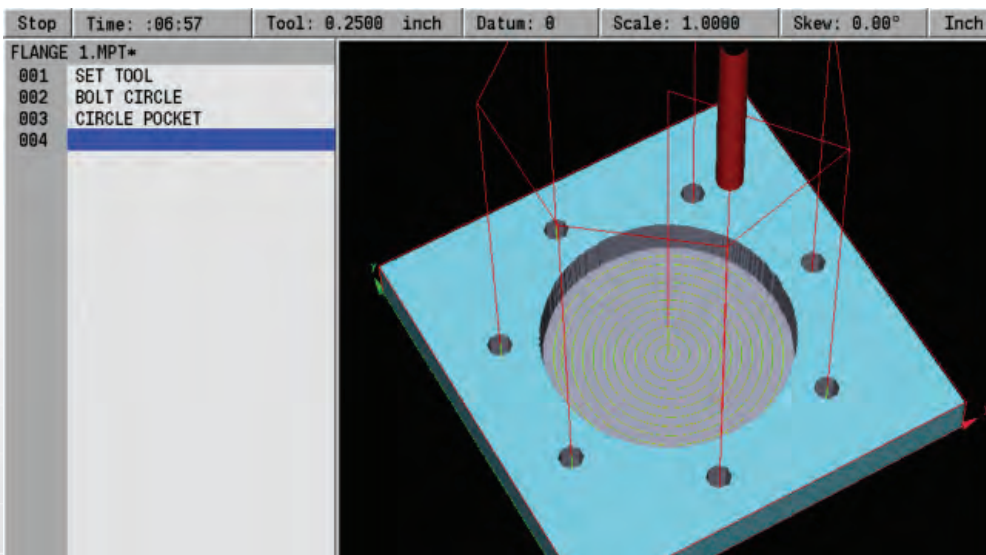 Stop Time: :06:57 Tool: 0.2500 inch Datum: 0 Scale: 1.0000 Skew: 0.00° Inch
FLANGE 1.MPT*
001 SET TOOL
002 BOLT CIRCLE
003 CIRCLE POCKET
004
Y